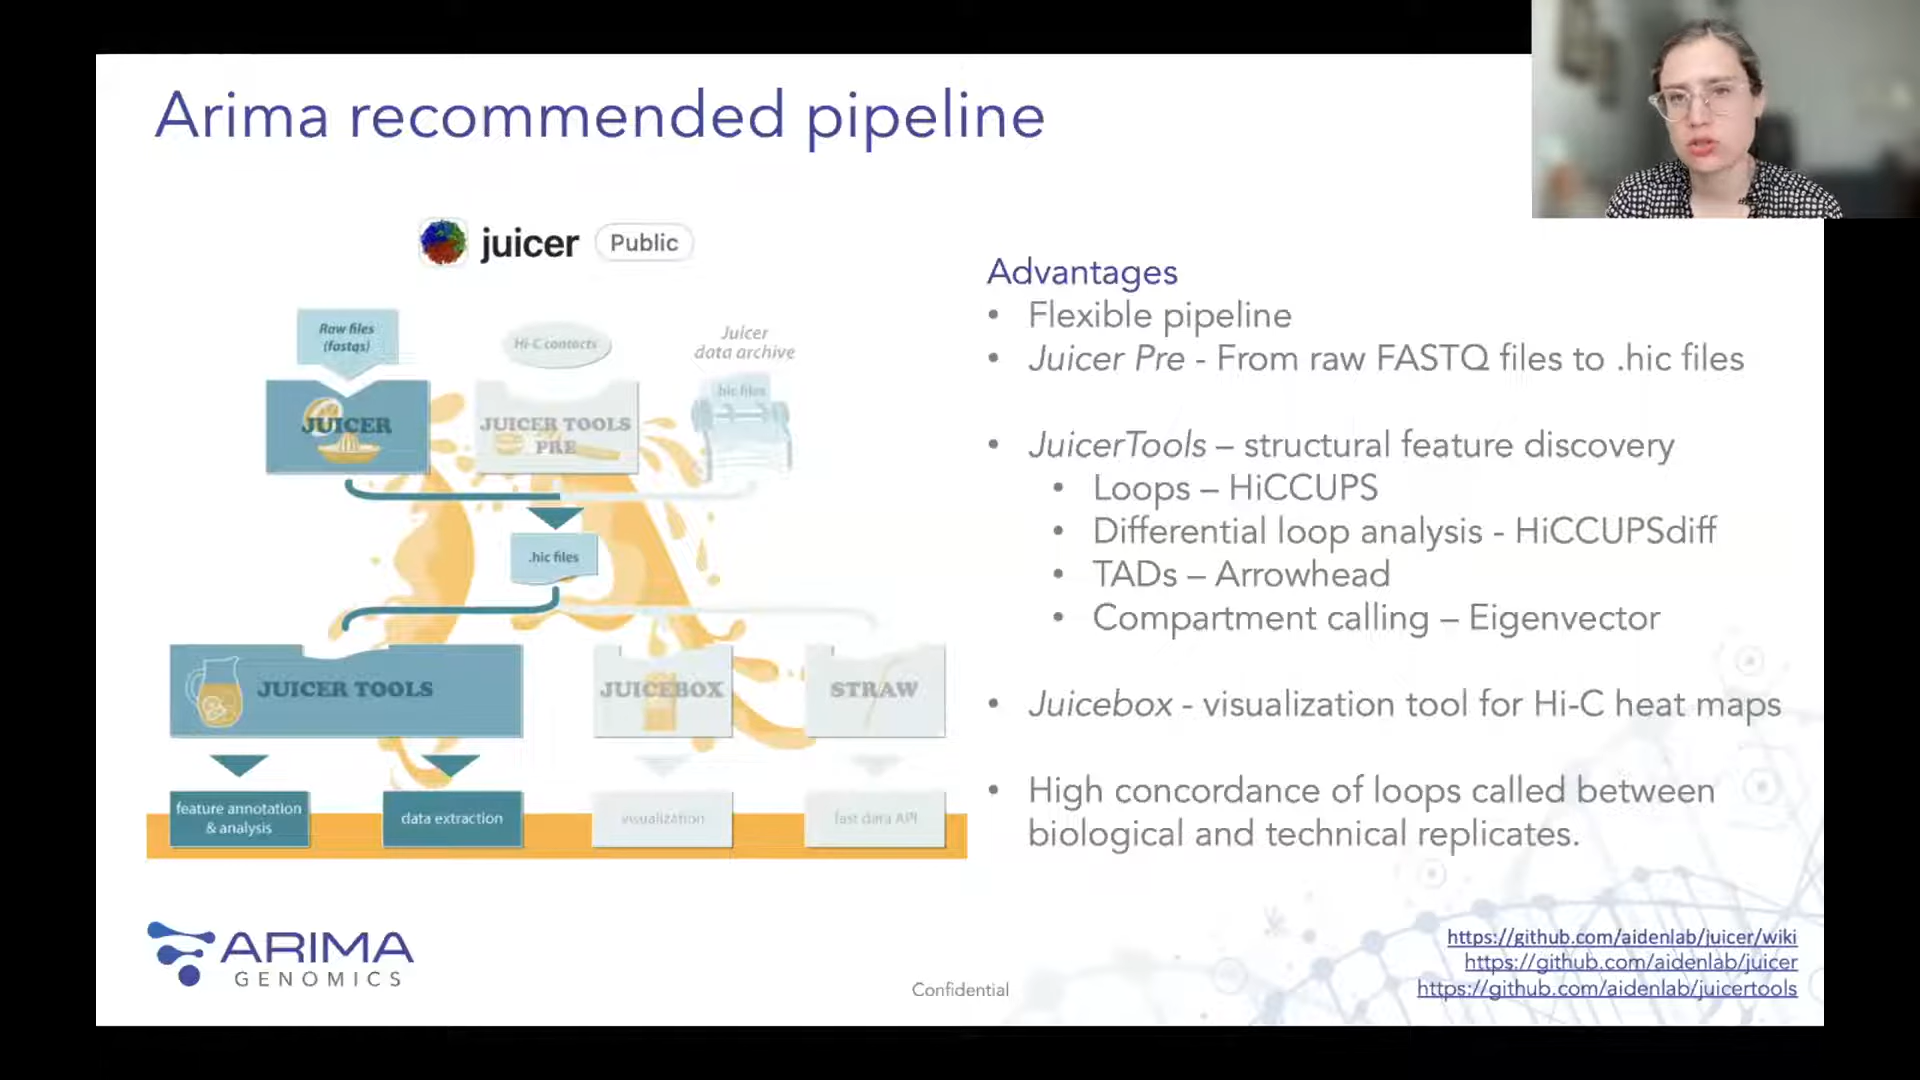 Arima recommended pipeline
juicer Public
Raw files
(fastqs)
Hi-C contacts
Juicer
data archive
.hic files
JUICER
JUICER TOOLS
PRE
.hic files
JUICER TOOLS
JUICEBOX
STRAW
feature annotation
& analysis
data extraction
visualization
fast data API
Advantages
• Flexible pipeline
• Juicer Pre - From raw FASTQ files to .hic files
• JuicerTools – structural feature discovery
• Loops – HiCCUPS
• Differential loop analysis - HiCCUPSdiff
• TADs – Arrowhead
• Compartment calling – Eigenvector
• Juicebox - visualization tool for Hi-C heat maps
• High concordance of loops called between
biological and technical replicates.
ARIMA
GENOMICS
Confidential
https://github.com/aidenlab/juicer/wiki
https://github.com/aidenlab/juicer
https://github.com/aidenlab/juicertools